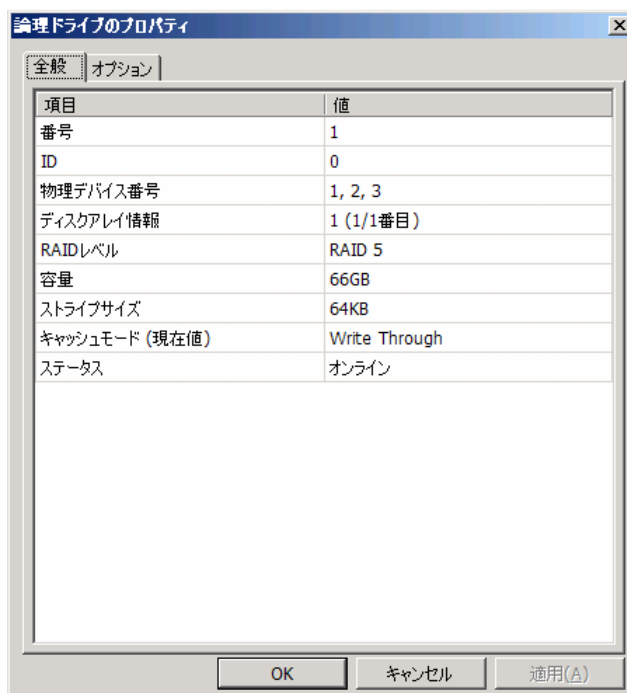 論理ドライブのプロパティ
全般 オプション
項目 値
番号 1
ID 0
物理デバイス番号 1, 2, 3
ディスクアレイ情報 1 (1/1番目)
RAIDレベル RAID 5
容量 66GB
ストライプサイズ 64KB
キャッシュモード (現在値) Write Through
ステータス オンライン
OK キャンセル 適用(A)